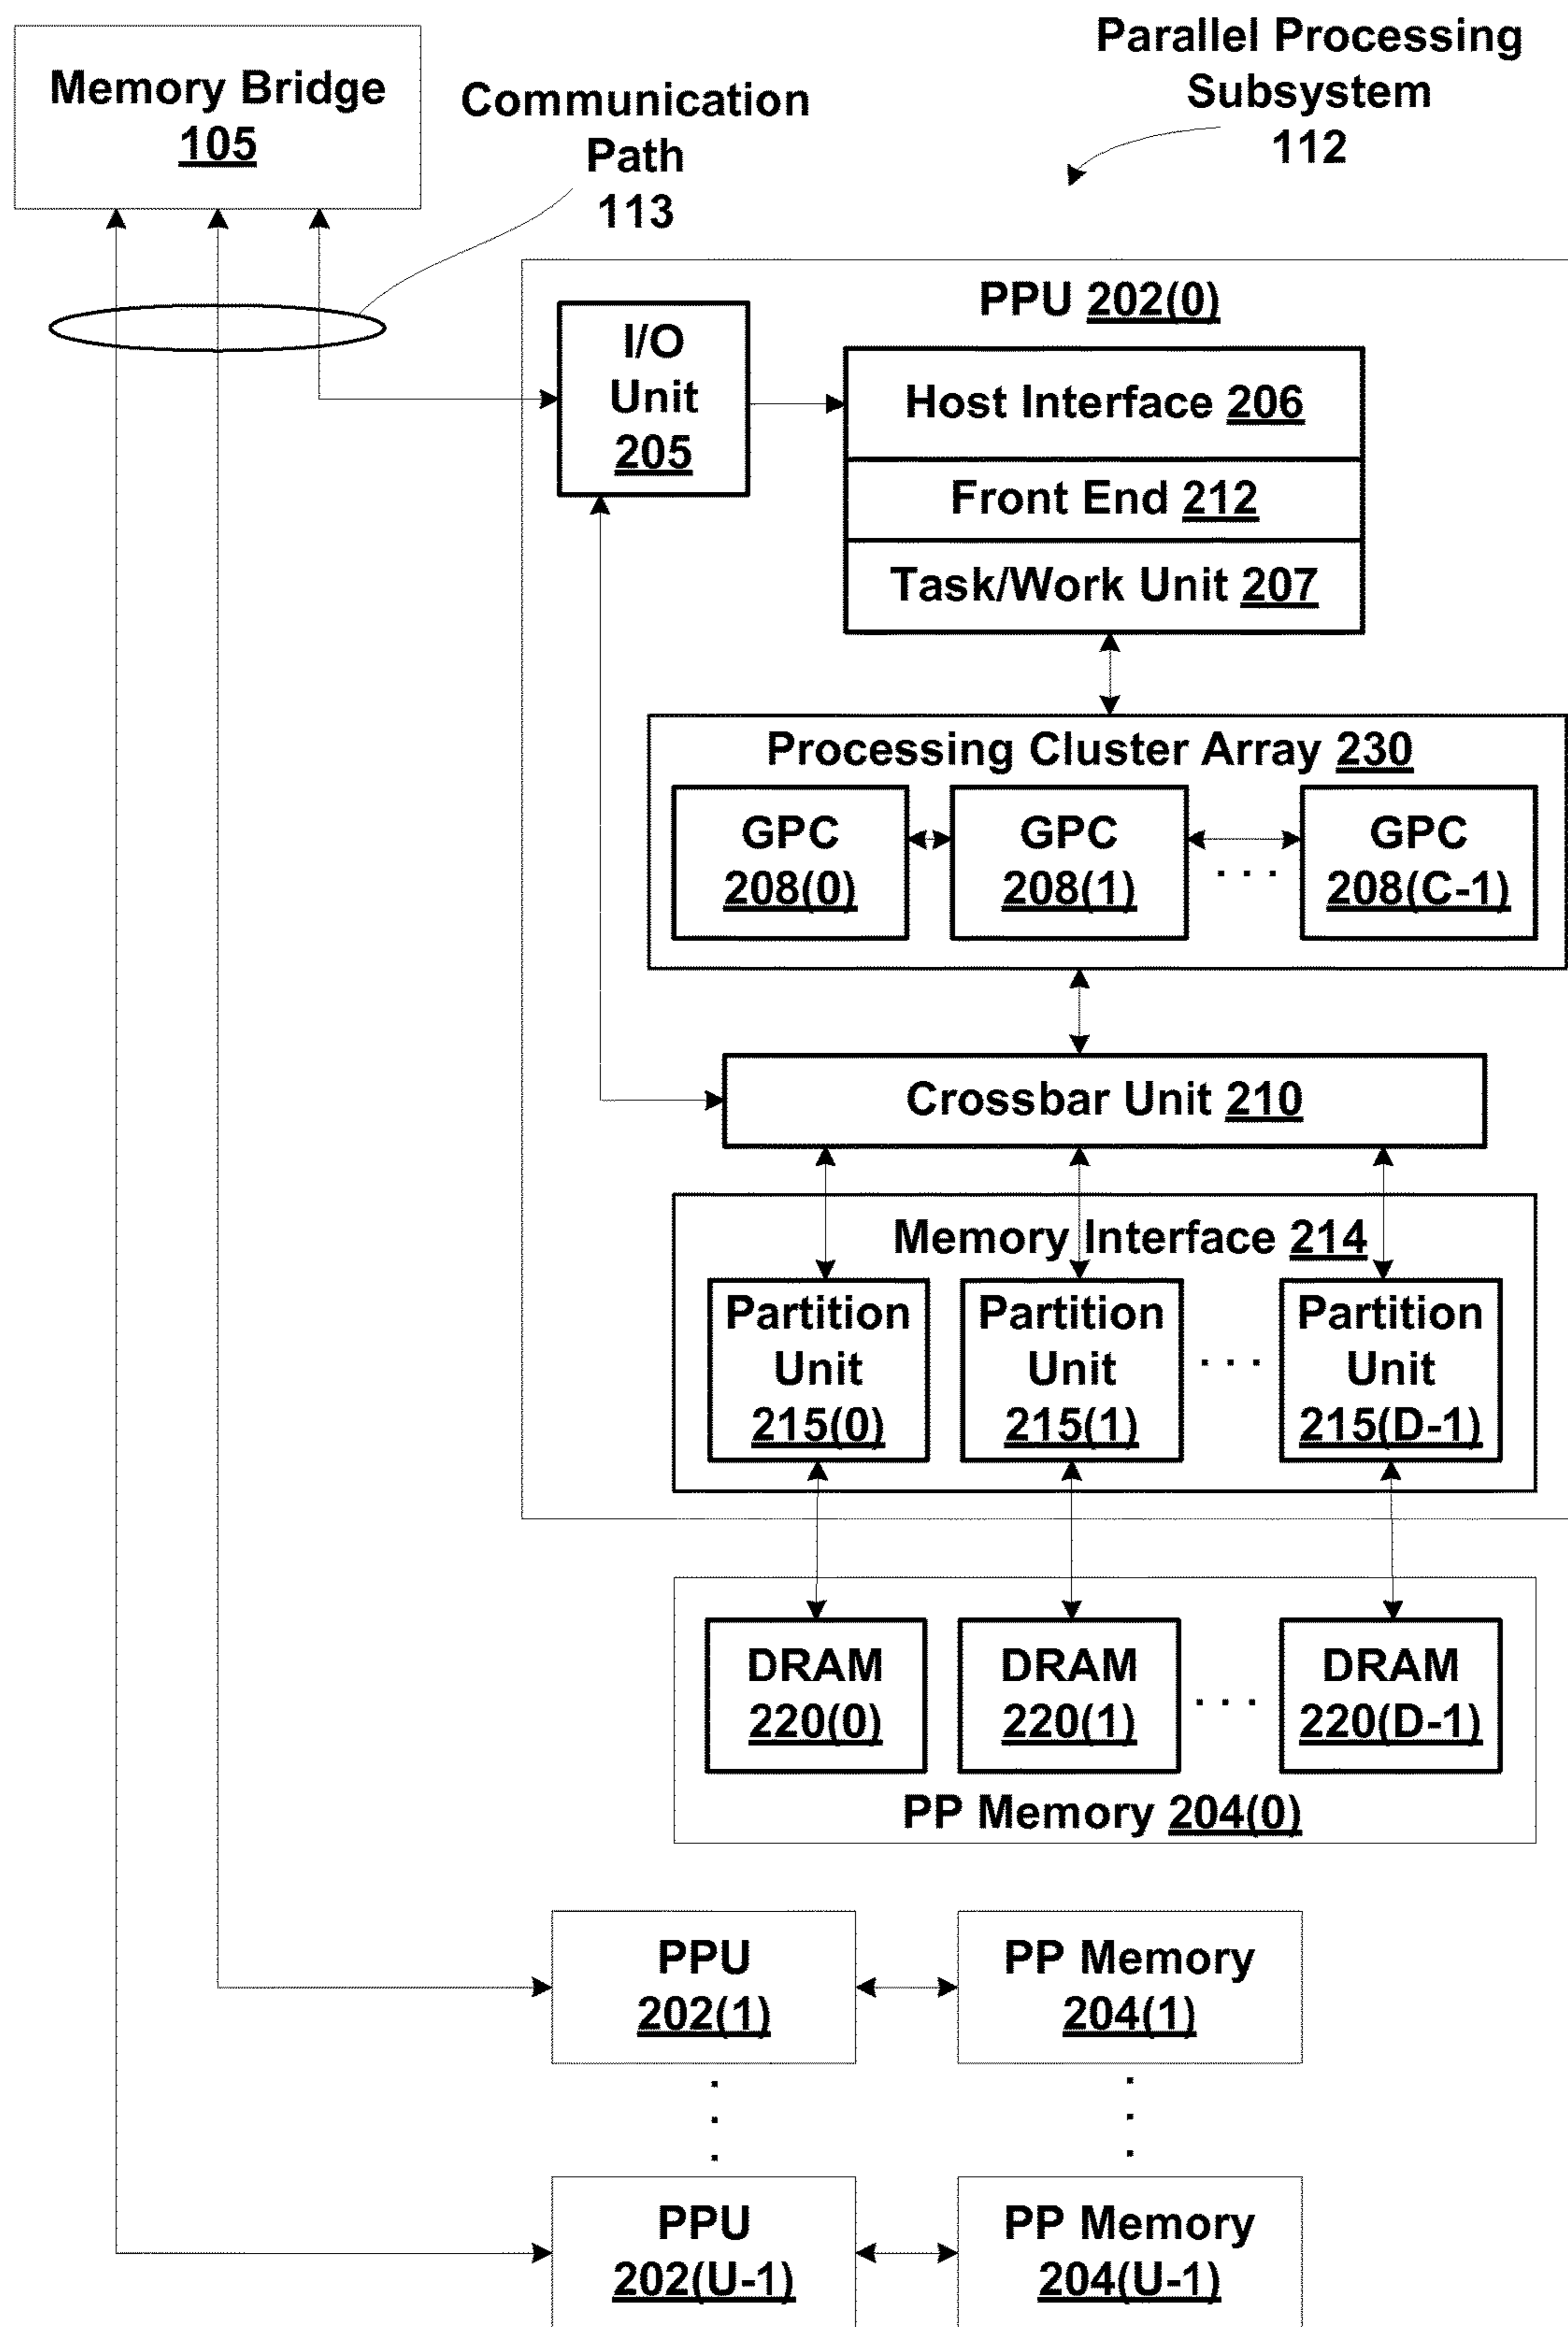 Memory Bridge
105
Communication
Path
113
Parallel Processing
Subsystem
112
PPU 202(0)
I/O
Unit
205
Host Interface 206
Front End 212
Task/Work Unit 207
Processing Cluster Array 230
GPC
208(0)
GPC
208(1)
. . .
GPC
208(C-1)
Crossbar Unit 210
Memory Interface 214
Partition
Unit
215(0)
Partition
Unit
215(1)
. . .
Partition
Unit
215(D-1)
DRAM
220(0)
DRAM
220(1)
. . .
DRAM
220(D-1)
PP Memory 204(0)
PPU
202(1)
PP Memory
204(1)
PPU
202(U-1)
PP Memory
204(U-1)